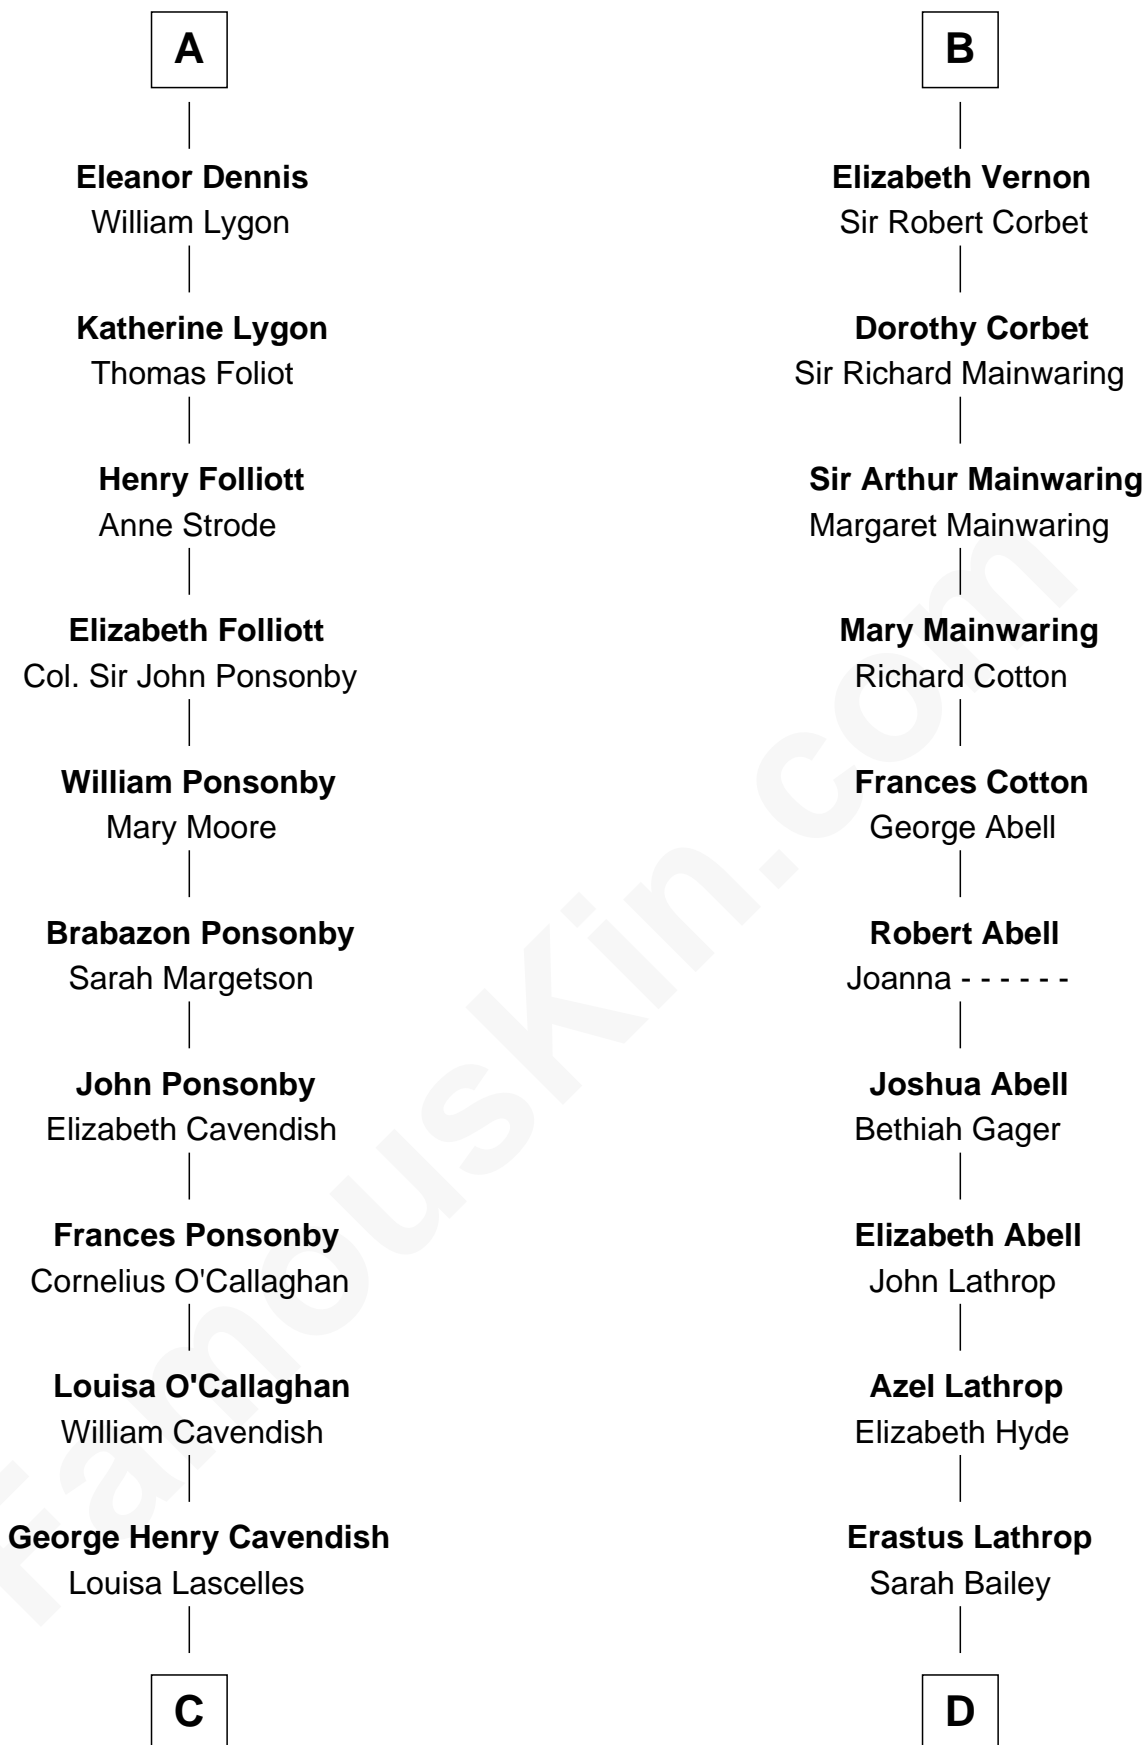 A
Eleanor Dennis
William Lygon
Katherine Lygon
Thomas Foliot
Henry Folliott
Anne Strode
Elizabeth Folliott
Col. Sir John Ponsonby
William Ponsonby
Mary Moore
Brabazon Ponsonby
Sarah Margetson
John Ponsonby
Elizabeth Cavendish
Frances Ponsonby
Cornelius O'Callaghan
Louisa O'Callaghan
William Cavendish
George Henry Cavendish
Louisa Lascelles
C
B
Elizabeth Vernon
Sir Robert Corbet
Dorothy Corbet
Sir Richard Mainwaring
Sir Arthur Mainwaring
Margaret Mainwaring
Mary Mainwaring
Richard Cotton
Frances Cotton
George Abell
Robert Abell
Joanna - - - - - -
Joshua Abell
Bethiah Gager
Elizabeth Abell
John Lathrop
Azel Lathrop
Elizabeth Hyde
Erastus Lathrop
Sarah Bailey
D
FamousKin.com